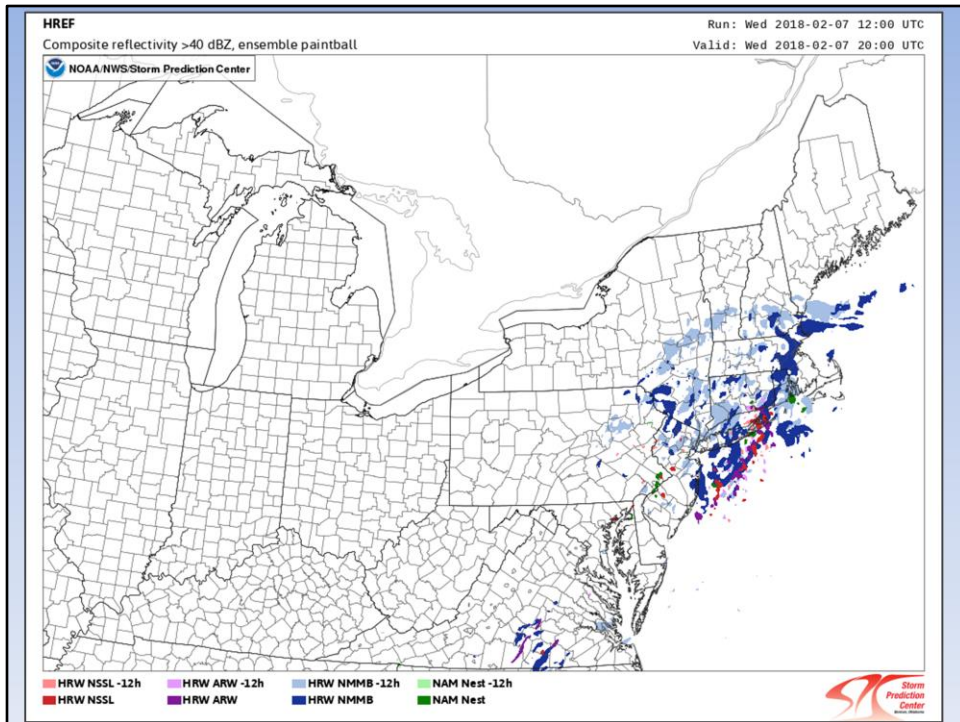 HREF
Run: Wed 2018-02-07 12:00 UTC
Composite reflectivity >40 dBZ, ensemble paintball
Valid: Wed 2018-02-07 20:00 UTC
NOAA/NWS/Storm Prediction Center
HRW NSSL -12h HRW ARW -12h HRW NMMB -12h NAM Nest -12h
HRW NSSL HRW ARW HRW NMMB NAM Nest
SPC
Storm
Prediction
Center